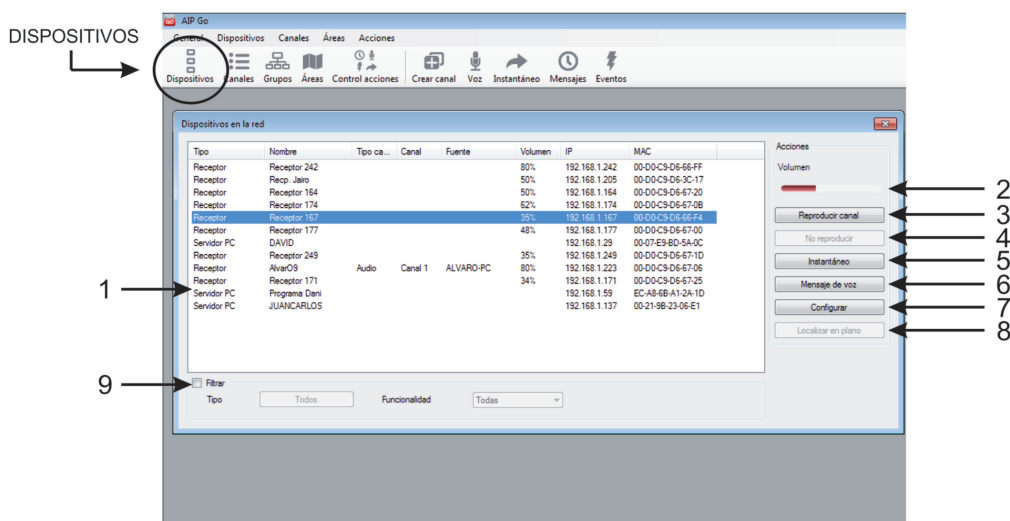 AIP Go
DISPOSITIVOS
General Dispositivos Canales Áreas Acciones
Dispositivos Canales Grupos Áreas Control acciones Crear canal Voz Instantáneo Mensajes Eventos
Dispositivos en la red
Tipo Nombre Tipo ca... Canal Fuente Volumen IP MAC
Receptor Receptor 242 80% 192.168.1.242 00-D0-C9-D6-66-FF
Receptor Recp. Jairo 50% 192.168.1.205 00-D0-C9-D6-3C-17
Receptor Receptor 164 50% 192.168.1.164 00-D0-C9-D6-67-20
Receptor Receptor 174 62% 192.168.1.174 00-D0-C9-D6-67-0B
Receptor Receptor 167 35% 192.168.1.167 00-D0-C9-D6-66-F4
Receptor Receptor 177 48% 192.168.1.177 00-D0-C9-D6-67-00
Servidor PC DAVID 192.168.1.29 00-07-E9-BD-5A-0C
Receptor Receptor 249 35% 192.168.1.249 00-D0-C9-D6-67-1D
Receptor AlvarO9 Audio Canal 1 ALVARO-PC 80% 192.168.1.223 00-D0-C9-D6-67-06
Receptor Receptor 171 34% 192.168.1.171 00-D0-C9-D6-67-25
Servidor PC Programa Dani 192.168.1.59 EC-A8-6B-A1-2A-1D
Servidor PC JUANCARLOS 192.168.1.137 00-21-9B-23-06-E1
Acciones
Volumen
2
Reproducir canal 3
No reproducir 4
Instantáneo 5
Mensaje de voz 6
Configurar 7
Localizar en plano 8
1
9 Filtrar
Tipo Todos Funcionalidad Todas